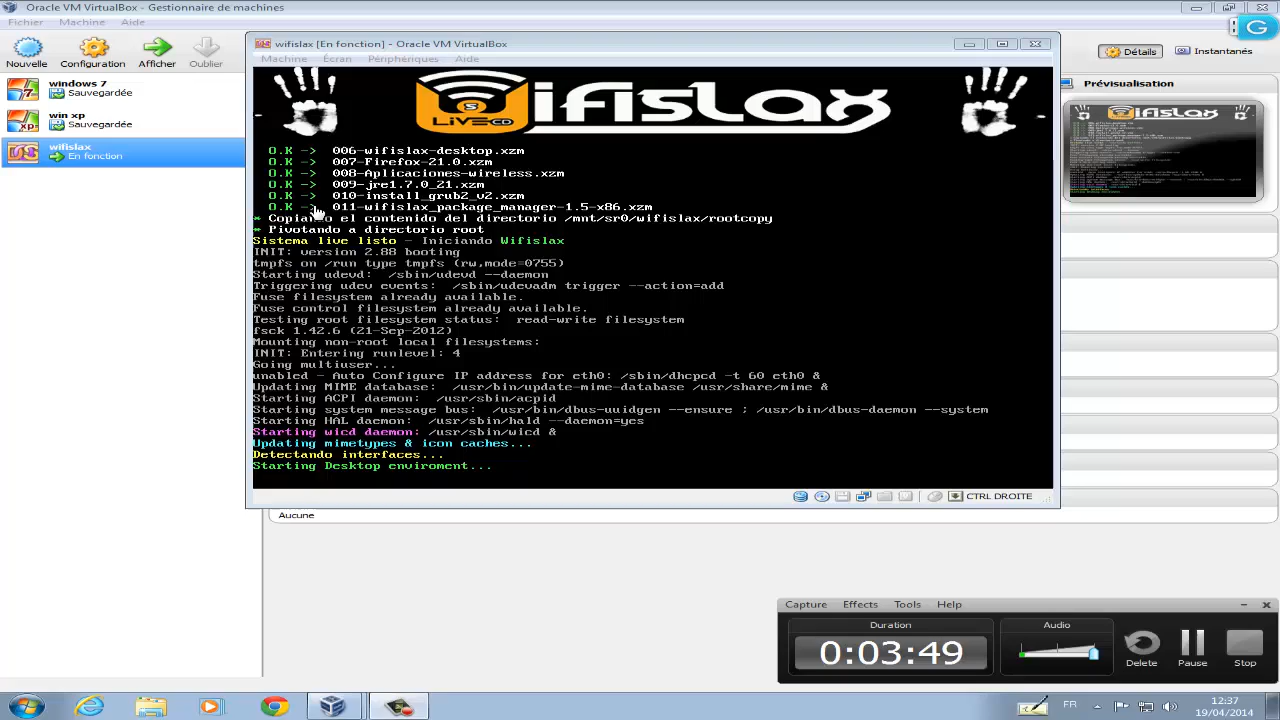 Oracle VM VirtualBox - Gestionnaire de machines
Fichier Machine Aide
Nouvelle Configuration Afficher Oublier
Détails Instantanés
windows 7
Sauvegardée
win xp
Sauvegardée
wifislax
En fonction
Prévisualisation
wifislax [En fonction] - Oracle VM VirtualBox
Machine Écran Périphériques Aide
LIVE CD
ifislax
O.K -> 006-wifislax-desktop.xzm
O.K -> 007-Firefox-21.0.xzm
O.K ->
O.K ->
O.K -> 010-instalar_grub2_v2.xzm
O.K -> 011-wifislax_package_manager-1.5-x86.xzm
* Copiando el contenido del directorio /mnt/sr0/wifislax/rootcopy
* Pivotando a directorio root
Sistema live listo - Iniciando Wifislax
INIT: version 2.88 booting
tmpfs on /run type tmpfs (rw,mode=0755)
Starting udevd: /sbin/udevd --daemon
Triggering udev events: /sbin/udevadm trigger --action=add
Fuse filesystem already available.
Fuse control filesystem already available.
Testing root filesystem status: read-write filesystem
fsck 1.42.6 (21-Sep-2012)
Mounting non-root local filesystems:
INIT: Entering runlevel: 4
Going multiuser...
unabled - Auto Configure IP address for eth0: /sbin/dhcpcd -t 60 eth0 &
Updating MIME database: /usr/bin/update-mime-database /usr/share/mime &
Starting ACPI daemon: /usr/sbin/acpid
Starting system message bus: /usr/bin/dbus-uuidgen --ensure ; /usr/bin/dbus-daemon --system
Starting HAL daemon: /usr/sbin/hald --daemon=yes
Starting wicd daemon: /usr/sbin/wicd &
Updating mimetypes & icon caches...
Detectando interfaces...
Starting Desktop enviroment...
CTRL DROITE
Aucune
Capture Effects Tools Help
Duration
0:03:49
Audio
Delete Pause Stop
FR
12:37
19/04/2014